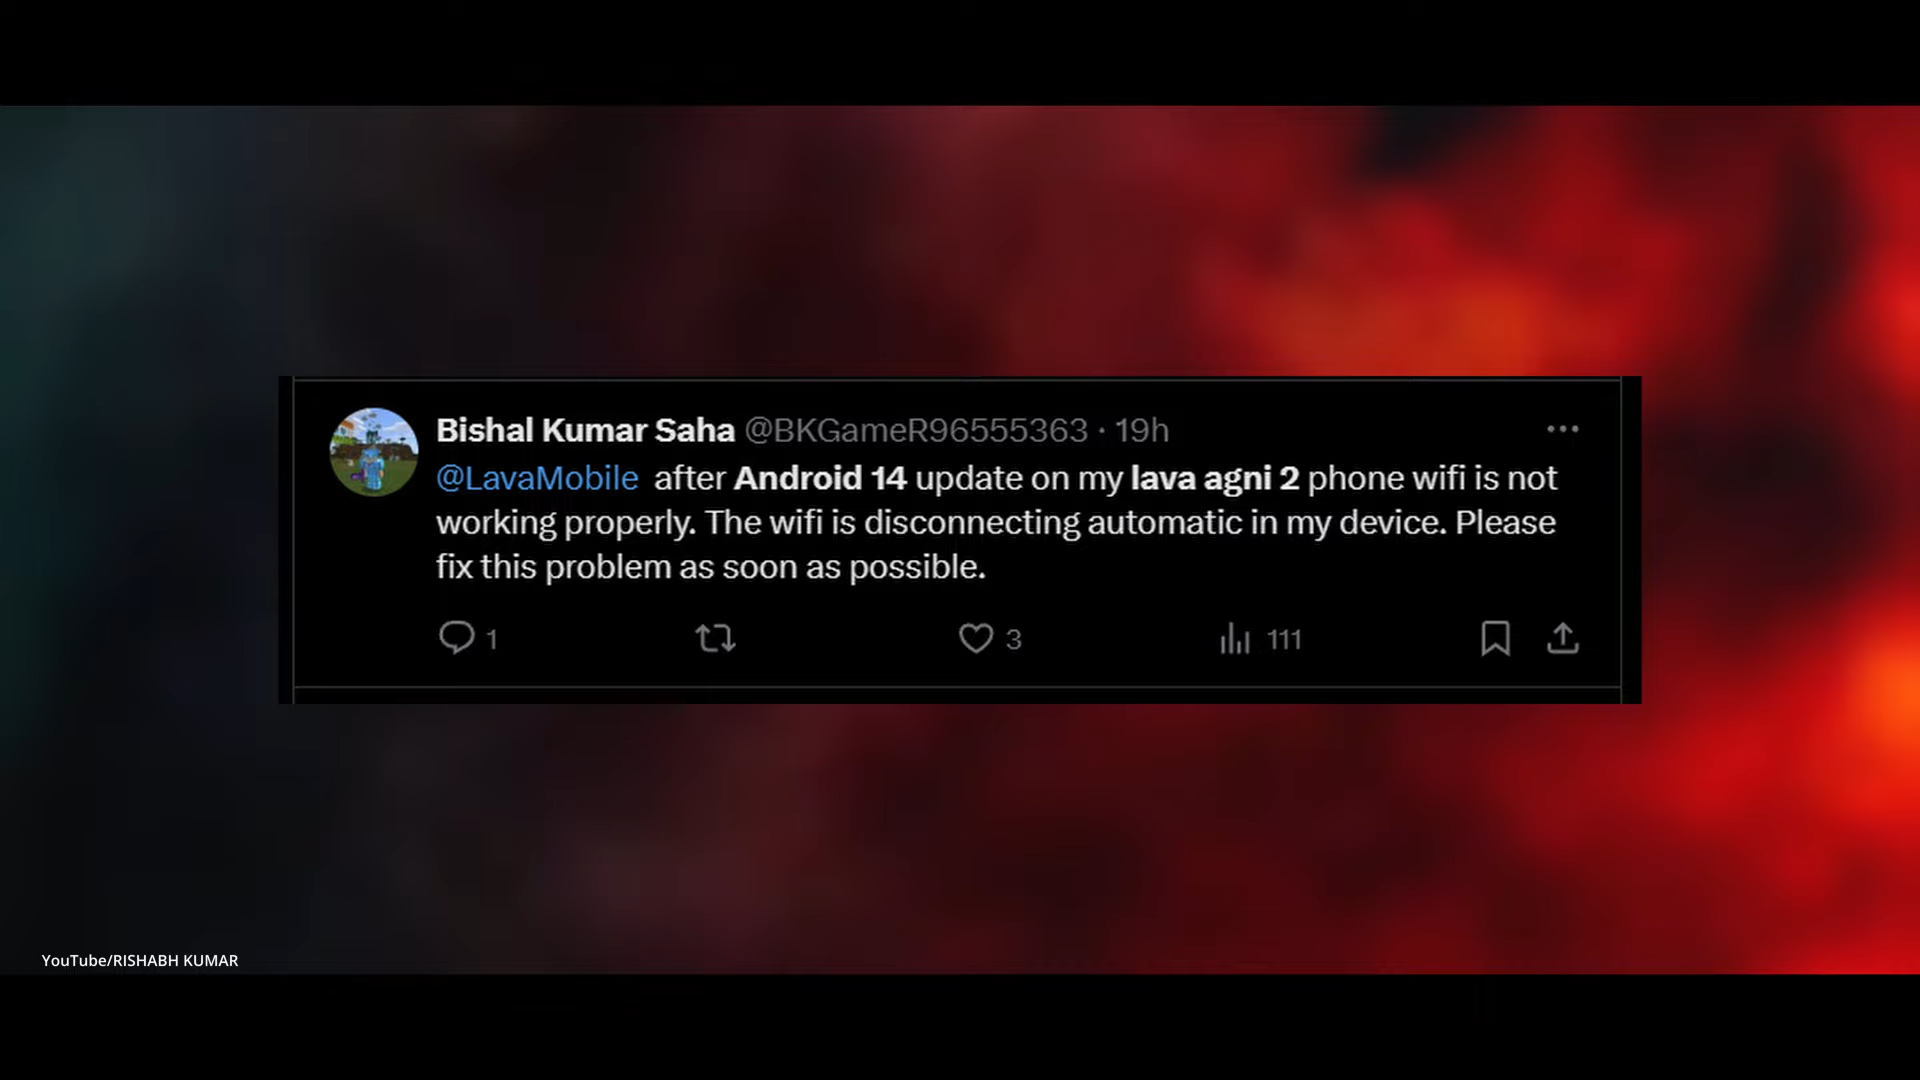 Bishal Kumar Saha @BKGameR96555363 · 19h
@LavaMobile after Android 14 update on my lava agni 2 phone wifi is not
working properly. The wifi is disconnecting automatic in my device. Please
fix this problem as soon as possible.
1 3 111
YouTube/RISHABH KUMAR